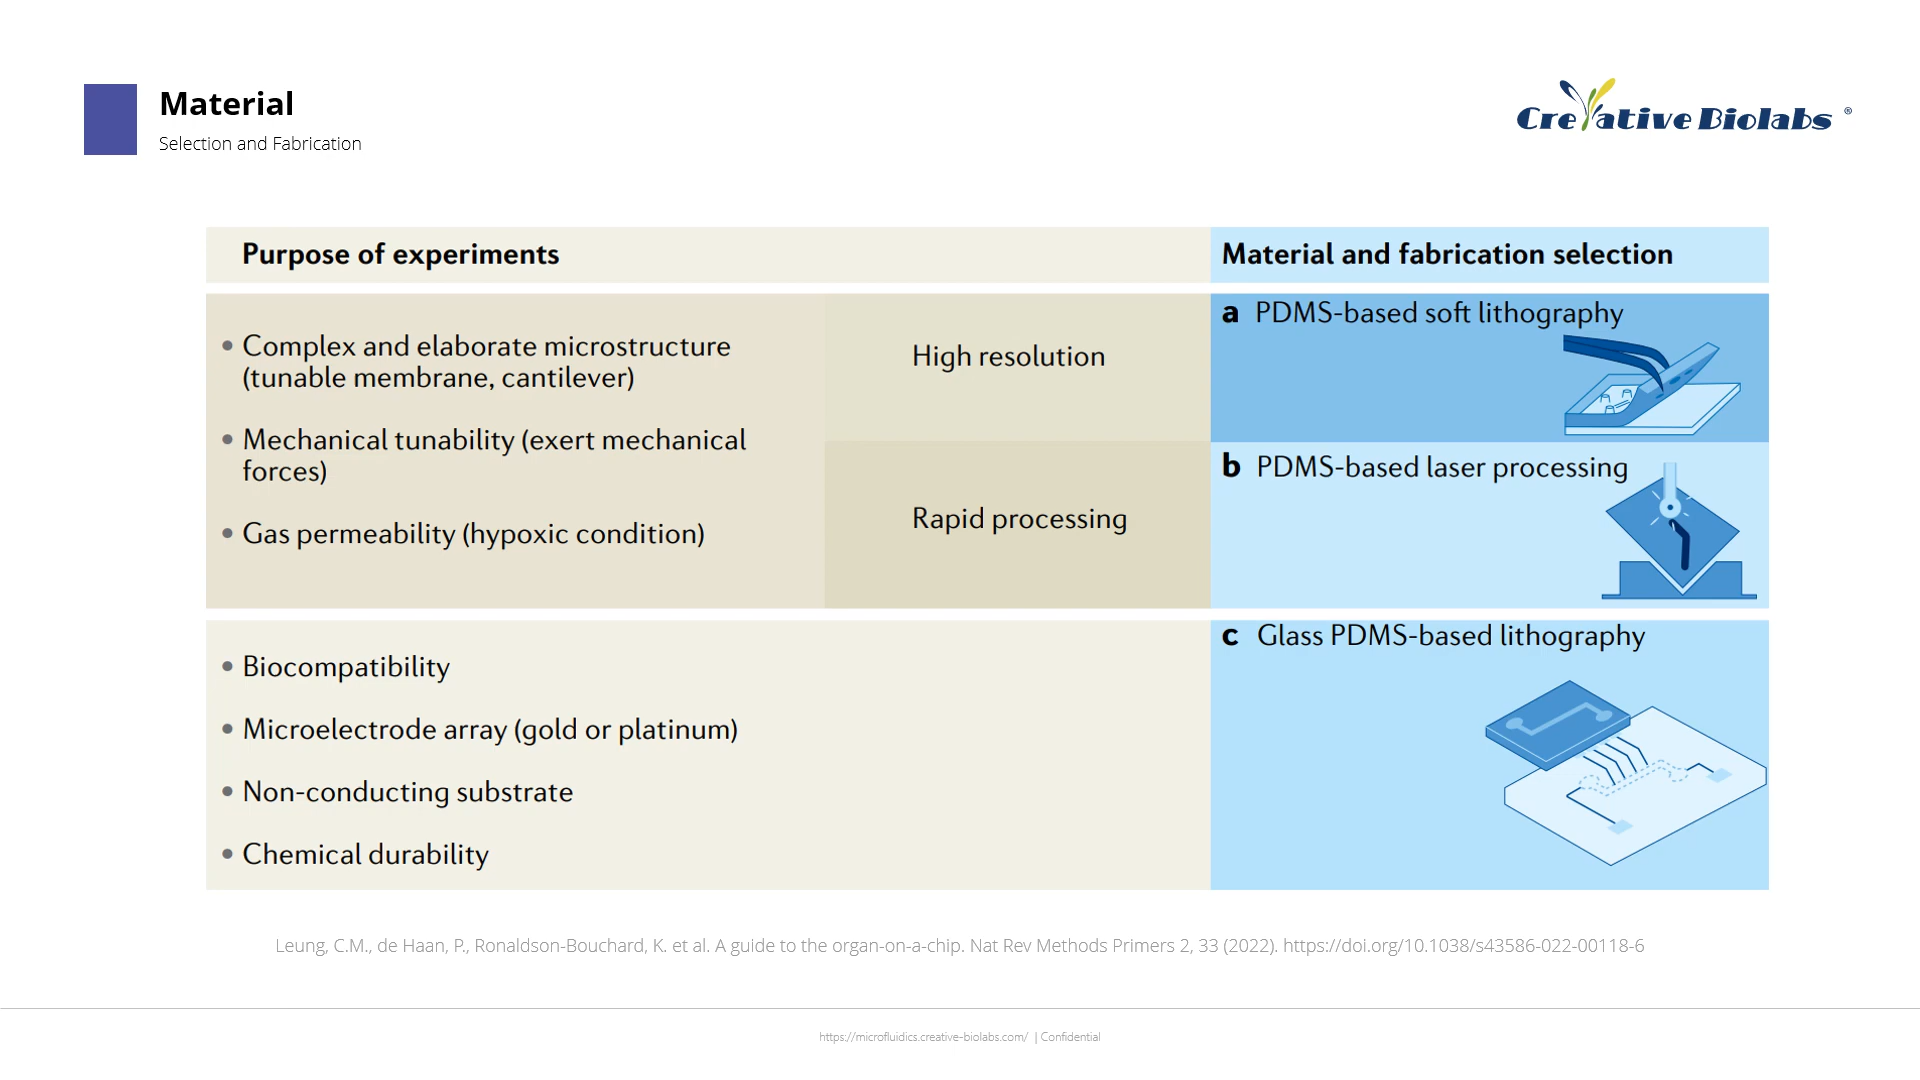 Material
Selection and Fabrication
Creative Biolabs ®
Purpose of experiments
Material and fabrication selection
• Complex and elaborate microstructure
(tunable membrane, cantilever)
• Mechanical tunability (exert mechanical
forces)
• Gas permeability (hypoxic condition)
High resolution
Rapid processing
a PDMS-based soft lithography
b PDMS-based laser processing
• Biocompatibility
• Microelectrode array (gold or platinum)
• Non-conducting substrate
• Chemical durability
c Glass PDMS-based lithography
Leung, C.M., de Haan, P., Ronaldson-Bouchard, K. et al. A guide to the organ-on-a-chip. Nat Rev Methods Primers 2, 33 (2022). https://doi.org/10.1038/s43586-022-00118-6
https://microfluidics.creative-biolabs.com/ | Confidential